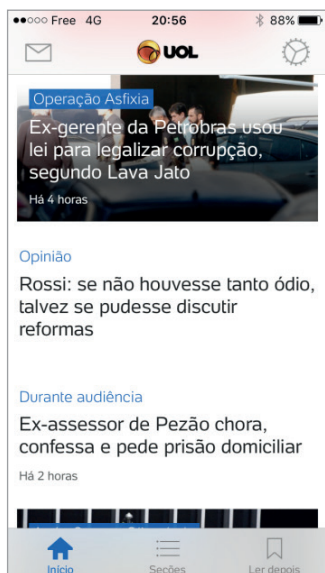 Free 4G 20:56 88%
UOL
Operação Asfixia
Ex-gerente da Petrobras usou
lei para legalizar corrupção,
segundo Lava Jato
Há 4 horas
Opinião
Rossi: se não houvesse tanto ódio,
talvez se pudesse discutir
reformas
Durante audiência
Ex-assessor de Pezão chora,
confessa e pede prisão domiciliar
Há 2 horas
Início Seções Ler depois